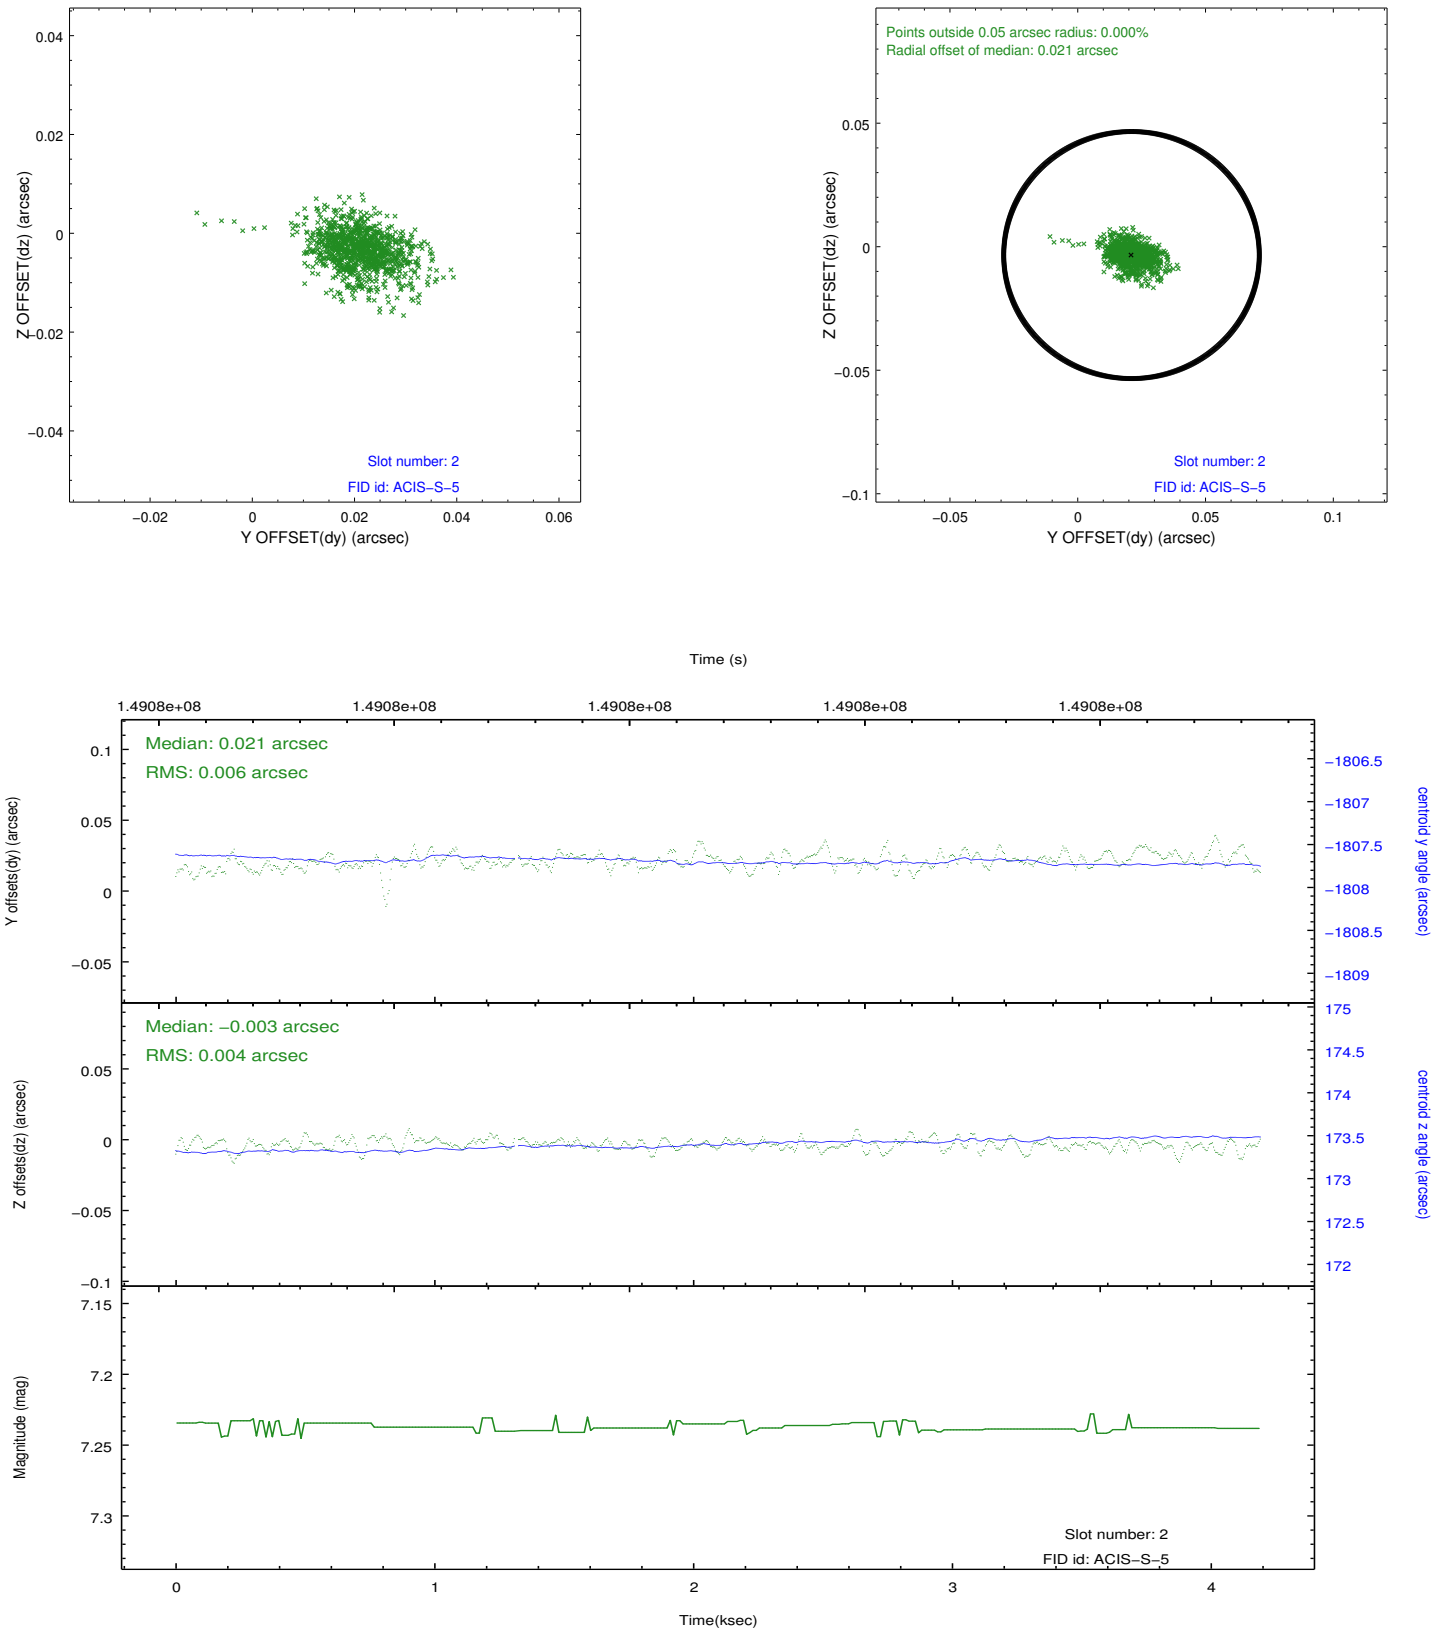 0.04
0.02
0
−0.02
−0.04
Z OFFSET(dz) (arcsec)
Slot number: 2
FID id: ACIS−S−5
−0.02
0
0.02
0.04
0.06
Y OFFSET(dy) (arcsec)
Points outside 0.05 arcsec radius: 0.000%
Radial offset of median: 0.021 arcsec
0.05
0
−0.05
−0.1
Z OFFSET(dz) (arcsec)
Slot number: 2
FID id: ACIS−S−5
−0.05
0
0.05
0.1
Y OFFSET(dy) (arcsec)
Time (s)
1.4908e+08
1.4908e+08
1.4908e+08
1.4908e+08
1.4908e+08
Median: 0.021 arcsec
RMS: 0.006 arcsec
0.1
0.05
0
−0.05
Y offsets(dy) (arcsec)
−1806.5
−1807
−1807.5
−1808
−1808.5
−1809
centroid y angle (arcsec)
Median: −0.003 arcsec
RMS: 0.004 arcsec
0.05
0
−0.05
−0.1
Z offsets(dz) (arcsec)
175
174.5
174
173.5
173
172.5
172
centroid z angle (arcsec)
7.15
7.2
7.25
7.3
Magnitude (mag)
Slot number: 2
FID id: ACIS−S−5
0
1
2
3
4
Time(ksec)